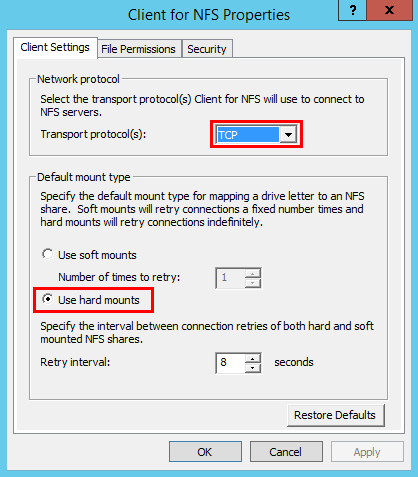 Client for NFS Properties
?
x
Client Settings
File Permissions
Security
Network protocol
Select the transport protocol(s) Client for NFS will use to connect to
NFS servers.
Transport protocol(s):
TCP
Default mount type
Specify the default mount type for mapping a drive letter to an NFS
share. Soft mounts will retry connections a fixed number times and
hard mounts will retry connections indefinitely.
Use soft mounts
Number of times to retry:
1
Use hard mounts
Specify the interval between connection retries of both hard and soft
mounted NFS shares.
Retry interval:
8
seconds
Restore Defaults
OK
Cancel
Apply